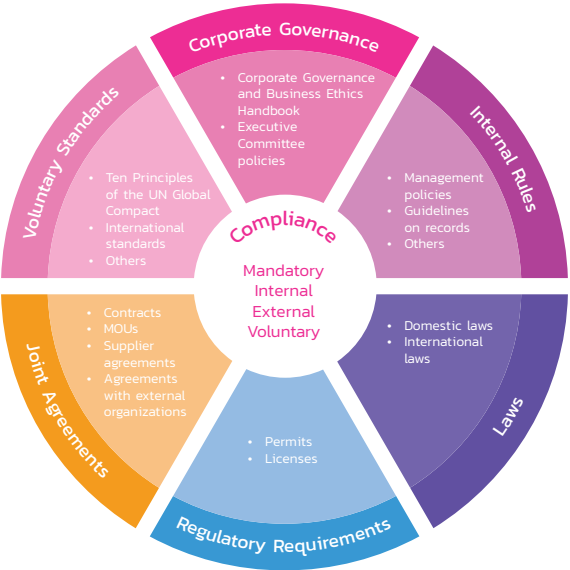 Corporate Governance
• Corporate Governance
and Business Ethics
Handbook
• Executive
Committee
policies
Internal Rules
• Management
policies
• Guidelines
on records
• Others
Laws
• Domestic laws
• International
laws
Regulatory Requirements
• Permits
• Licenses
Joint Agreements
• Contracts
• MOUs
• Supplier
agreements
• Agreements
with external
organizations
Voluntary Standards
• Ten Principles
of the UN Global
Compact
• International
standards
• Others
Compliance
Mandatory
Internal
External
Voluntary